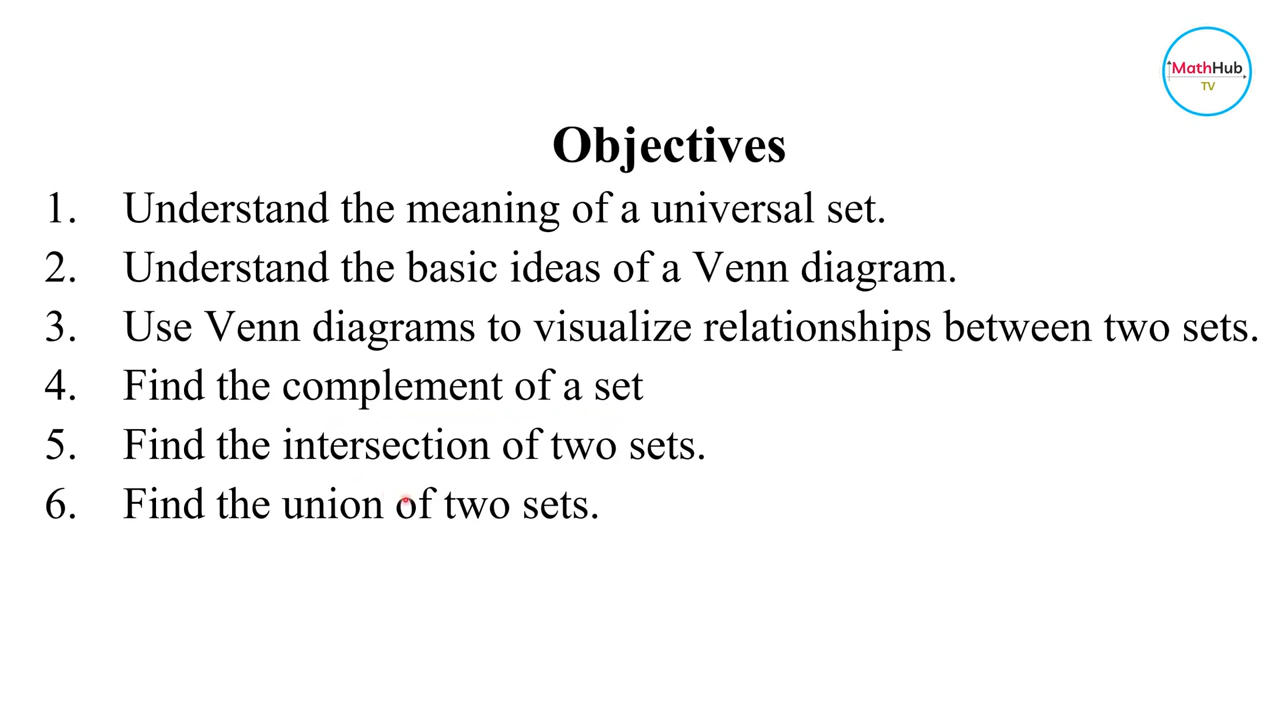 MathHub
TV
Objectives
1. Understand the meaning of a universal set.
2. Understand the basic ideas of a Venn diagram.
3. Use Venn diagrams to visualize relationships between two sets.
4. Find the complement of a set
5. Find the intersection of two sets.
6. Find the union of two sets.